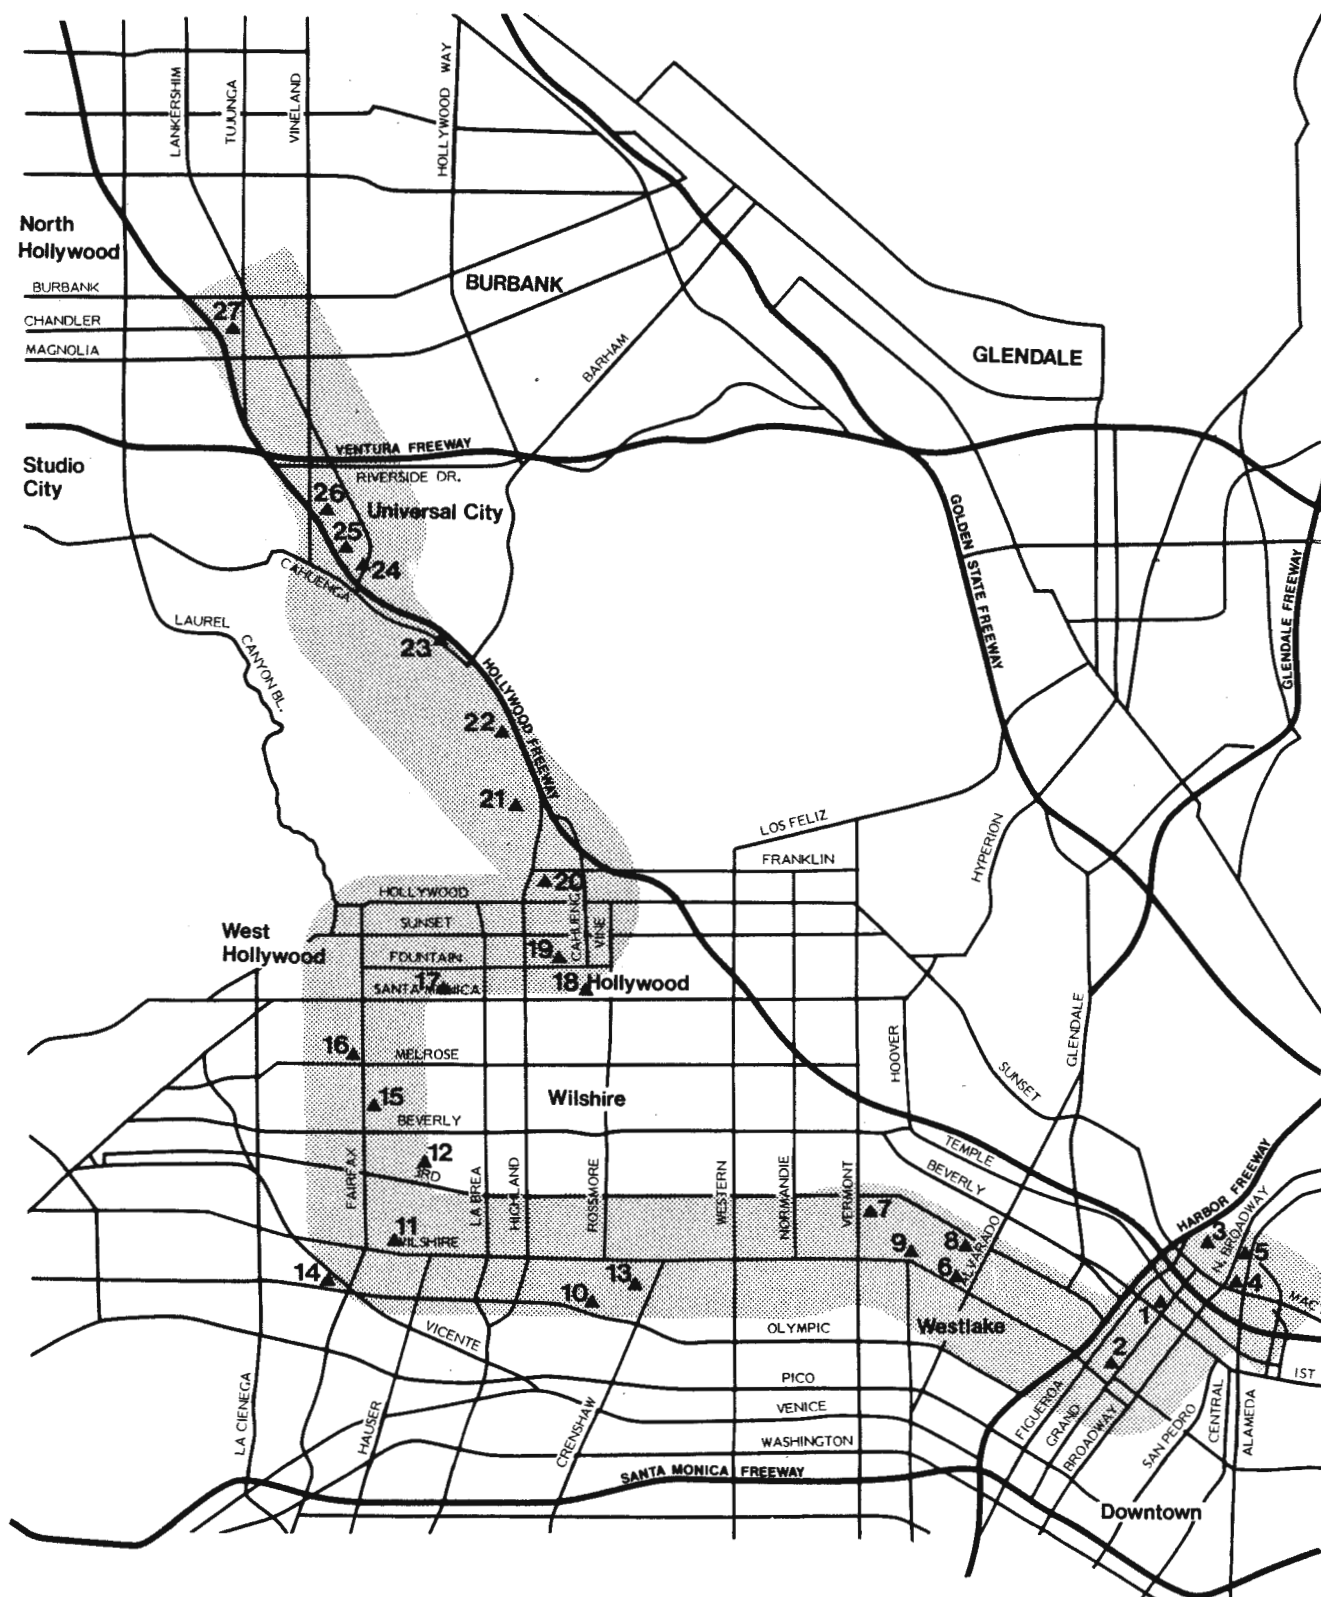 LANKERSHIM
TUJUNGA
VINELAND
HOLLYWOOD WAY
North
Hollywood
BURBANK
CHANDLER
MAGNOLIA
27
BURBANK
BARHAM
GLENDALE
VENTURA FREEWAY
RIVERSIDE DR.
Studio
City
26
Universal City
25
24
CAHUENGA
GOLDEN STATE FREEWAY
GLENDALE FREEWAY
LAUREL
CANYON BL.
23
HOLLYWOOD FREEWAY
22
21
LOS FELIZ
FRANKLIN
HYPERION
20
HOLLYWOOD
SUNSET
CAHUENGA
VINE
West
Hollywood
FOUNTAIN
19
17
SANTA MONICA
18
Hollywood
16
MELROSE
HOOVER
GLENDALE
SUNSET
15
Wilshire
BEVERLY
12
3RD
FAIRFAX
LA BREA
HIGHLAND
ROSSMORE
WESTERN
NORMANDIE
VERMONT
TEMPLE
BEVERLY
HARBOR FREEWAY
N. BROADWAY
7
11
WILSHIRE
9
8
ALVARADO
3
5
14
13
10
6
4
1
MAC
VICENTE
OLYMPIC
Westlake
2
1ST
PICO
LA CIENEGA
HAUSER
CRENSHAW
VENICE
FIGUEROA
GRAND
BROADWAY
SAN PEDRO
CENTRAL
ALAMEDA
WASHINGTON
SANTA MONICA FREEWAY
Downtown